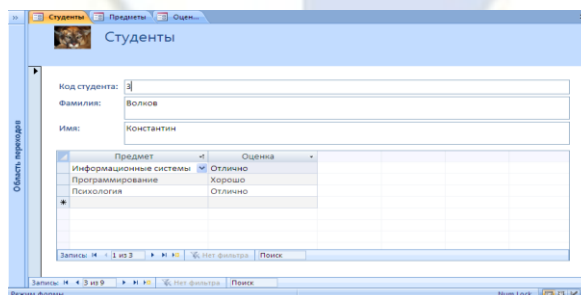 » Студенты Предметы Оцен...
Студенты
Код студента: 3
Фамилия: Волков
Имя: Константин
Область переходов
Предмет Оценка
Информационные системы Отлично
Программирование Хорошо
Психология Отлично
Записи: 1 из 3 Нет фильтра Поиск
Записи: 3 из 9 Нет фильтра Поиск
Режим формы Num Lock